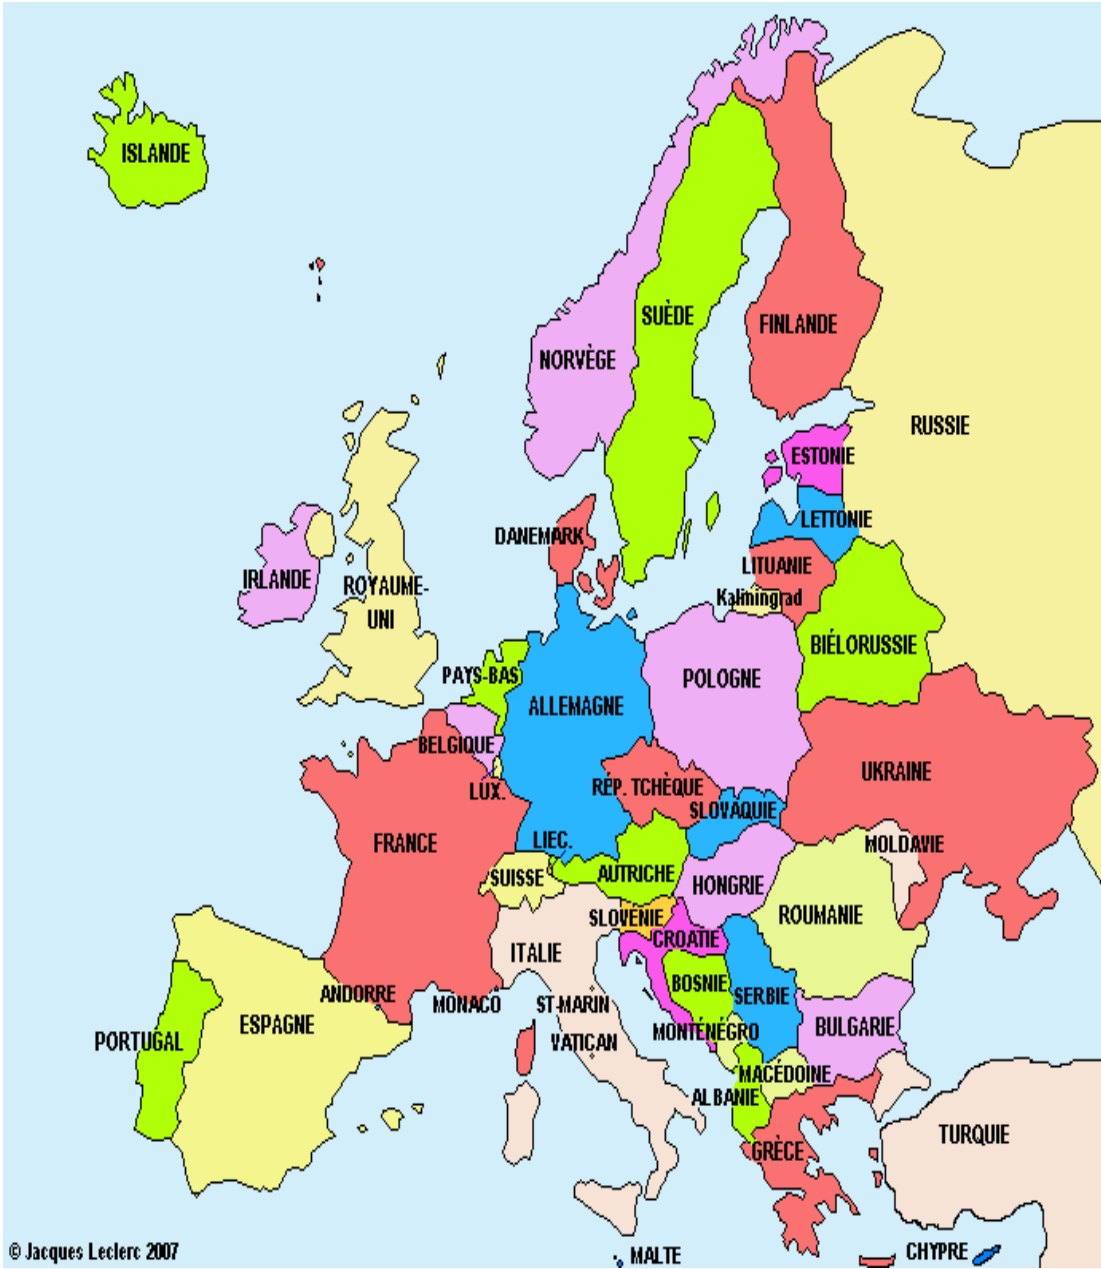 ISLANDE
SUÈDE
FINLANDE
NORVÈGE
RUSSIE
ESTONIE
LETTONIE
DANEMARK
LITUANIE
IRLANDE
ROYAUME-
UNI
Kaliningrad
BIÉLORUSSIE
PAYS-BAS
POLOGNE
ALLEMAGNE
BELGIQUE
UKRAINE
RÉP. TCHÈQUE
LUX.
SLOVAQUIE
FRANCE
LIEC.
MOLDAVIE
SUISSE
AUTRICHE
HONGRIE
ROUMANIE
SLOVÉNIE
CROATIE
ITALIE
BOSNIE
SERBIE
ANDORRE
MONACO
ST-MARIN
ESPAGNE
MONTÉNÉGRO
BULGARIE
PORTUGAL
VATICAN
MACÉDOINE
ALBANIE
TURQUIE
GRÈCE
© Jacques Leclerc 2007
MALTE
CHYPRE